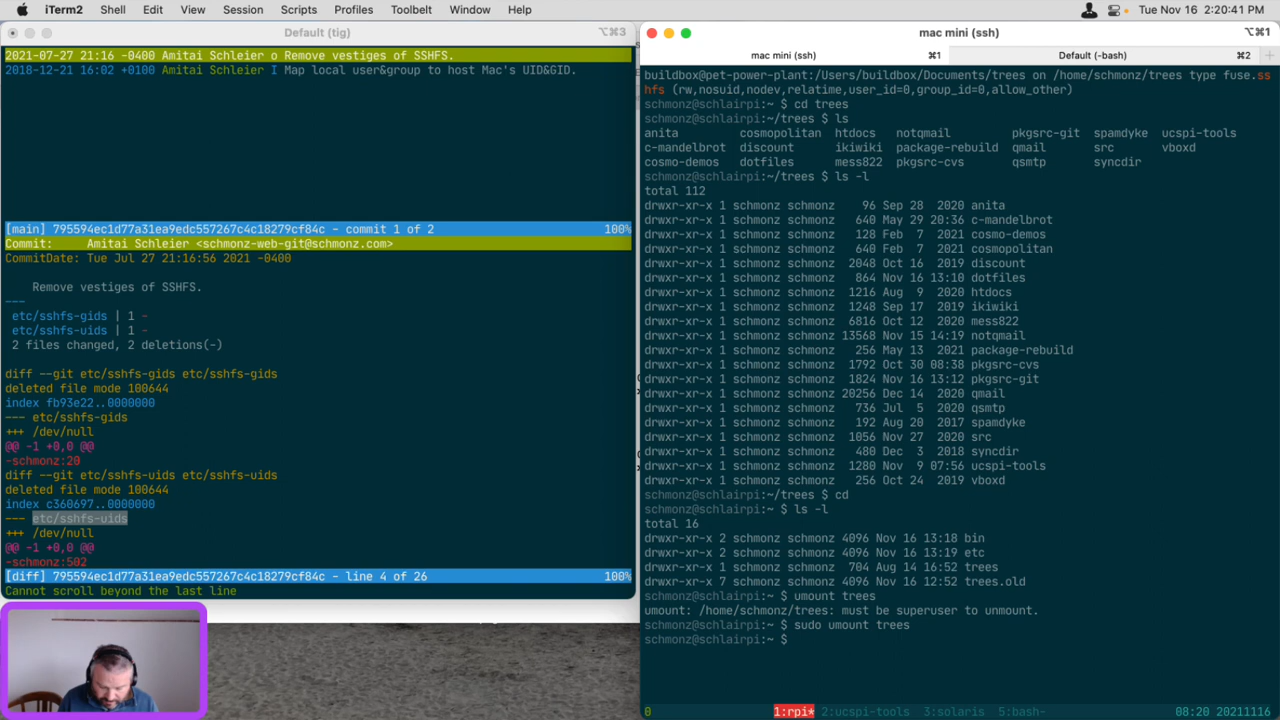 iTerm2 Shell Edit View Session Scripts Profiles Toolbelt Window Help Tue Nov 16 2:20:41 PM
Default (tig) ⌥⌘3
2021-07-27 21:16 -0400 Amitai Schleier o Remove vestiges of SSHFS.
2018-12-21 16:02 +0100 Amitai Schleier I Map local user&group to host Mac's UID&GID.
[main] 795594ec1d77a31ea9edc557267c4c18279cf84c - commit 1 of 2 100%
Commit: Amitai Schleier <schmonz-web-git@schmonz.com>
CommitDate: Tue Jul 27 21:16:56 2021 -0400
Remove vestiges of SSHFS.
---
etc/sshfs-gids | 1 -
etc/sshfs-uids | 1 -
2 files changed, 2 deletions(-)
diff --git etc/sshfs-gids etc/sshfs-gids
deleted file mode 100644
index fb93e22..0000000
--- etc/sshfs-gids
+++ /dev/null
@@ -1 +0,0 @@
-schmonz:20
diff --git etc/sshfs-uids etc/sshfs-uids
deleted file mode 100644
index c360697..0000000
--- etc/sshfs-uids
+++ /dev/null
@@ -1 +0,0 @@
-schmonz:502
[diff] 795594ec1d77a31ea9edc557267c4c18279cf84c - line 4 of 26 100%
Cannot scroll beyond the last line
mac mini (ssh) ⌥⌘1
mac mini (ssh) ⌘1 Default (-bash) ⌘2
buildbox@pet-power-plant:/Users/buildbox/Documents/trees on /home/schmonz/trees type fuse.ss
hfs (rw,nosuid,nodev,relatime,user_id=0,group_id=0,allow_other)
schmonz@schlairpi:~ $ cd trees
schmonz@schlairpi:~/trees $ ls
anita cosmopolitan htdocs notqmail pkgsrc-git spamdyke ucspi-tools
c-mandelbrot discount ikiwiki package-rebuild qmail src vboxd
cosmo-demos dotfiles mess822 pkgsrc-cvs qsmtp syncdir
schmonz@schlairpi:~/trees $ ls -l
total 112
drwxr-xr-x 1 schmonz schmonz 96 Sep 28 2020 anita
drwxr-xr-x 1 schmonz schmonz 640 May 29 20:36 c-mandelbrot
drwxr-xr-x 1 schmonz schmonz 128 Feb 7 2021 cosmo-demos
drwxr-xr-x 1 schmonz schmonz 640 Feb 7 2021 cosmopolitan
drwxr-xr-x 1 schmonz schmonz 2048 Oct 16 2019 discount
drwxr-xr-x 1 schmonz schmonz 864 Nov 16 13:10 dotfiles
drwxr-xr-x 1 schmonz schmonz 1216 Aug 9 2020 htdocs
drwxr-xr-x 1 schmonz schmonz 1248 Sep 17 2019 ikiwiki
drwxr-xr-x 1 schmonz schmonz 6816 Oct 12 2020 mess822
drwxr-xr-x 1 schmonz schmonz 13568 Nov 15 14:19 notqmail
drwxr-xr-x 1 schmonz schmonz 256 May 13 2021 package-rebuild
drwxr-xr-x 1 schmonz schmonz 1792 Oct 30 08:38 pkgsrc-cvs
drwxr-xr-x 1 schmonz schmonz 1824 Nov 16 13:12 pkgsrc-git
drwxr-xr-x 1 schmonz schmonz 20256 Dec 14 2020 qmail
drwxr-xr-x 1 schmonz schmonz 736 Jul 5 2020 qsmtp
drwxr-xr-x 1 schmonz schmonz 192 Aug 20 2017 spamdyke
drwxr-xr-x 1 schmonz schmonz 1056 Nov 27 2020 src
drwxr-xr-x 1 schmonz schmonz 480 Dec 3 2018 syncdir
drwxr-xr-x 1 schmonz schmonz 1280 Nov 9 07:56 ucspi-tools
drwxr-xr-x 1 schmonz schmonz 256 Oct 24 2019 vboxd
schmonz@schlairpi:~/trees $ cd
schmonz@schlairpi:~ $ ls -l
total 16
drwxr-xr-x 2 schmonz schmonz 4096 Nov 16 13:18 bin
drwxr-xr-x 2 schmonz schmonz 4096 Nov 16 13:19 etc
drwxr-xr-x 1 schmonz schmonz 704 Aug 14 16:52 trees
drwxr-xr-x 7 schmonz schmonz 4096 Nov 16 12:52 trees.old
schmonz@schlairpi:~ $ umount trees
umount: /home/schmonz/trees: must be superuser to unmount.
schmonz@schlairpi:~ $ sudo umount trees
schmonz@schlairpi:~ $
0 1:rpi* 2:ucspi-tools 3:solaris 5:bash- 08:20 20211116